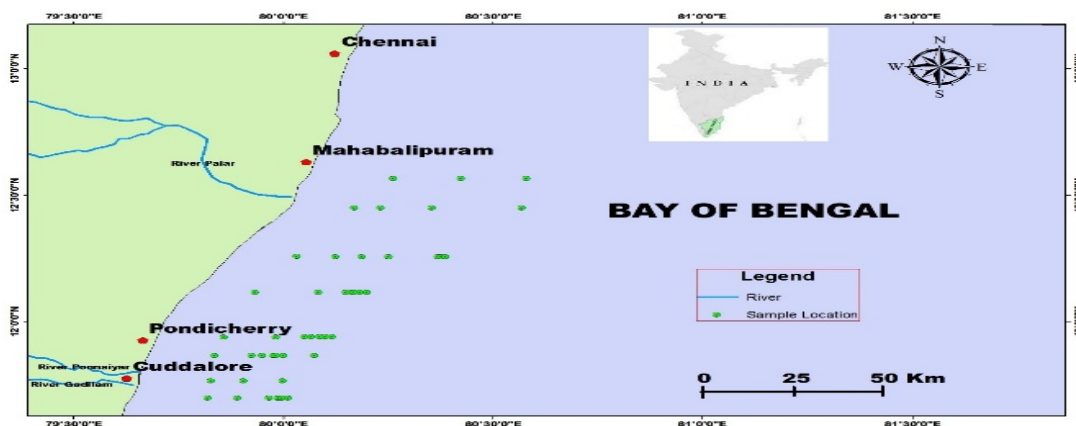 79°30'0"E 80°0'0"E 80°30'0"E 81°0'0"E 81°30'0"E
Chennai
13°0'0"N
INDIA
N
W E
S
Mahabalipuram
River Palar
12°30'0"N
BAY OF BENGAL
Legend
River
Sample Location
12°0'0"N
Pondicherry
River Ponnaiyar
Cuddalore
River Gadilam
0 25 50 Km
79°30'0"E 80°0'0"E 80°30'0"E 81°0'0"E 81°30'0"E